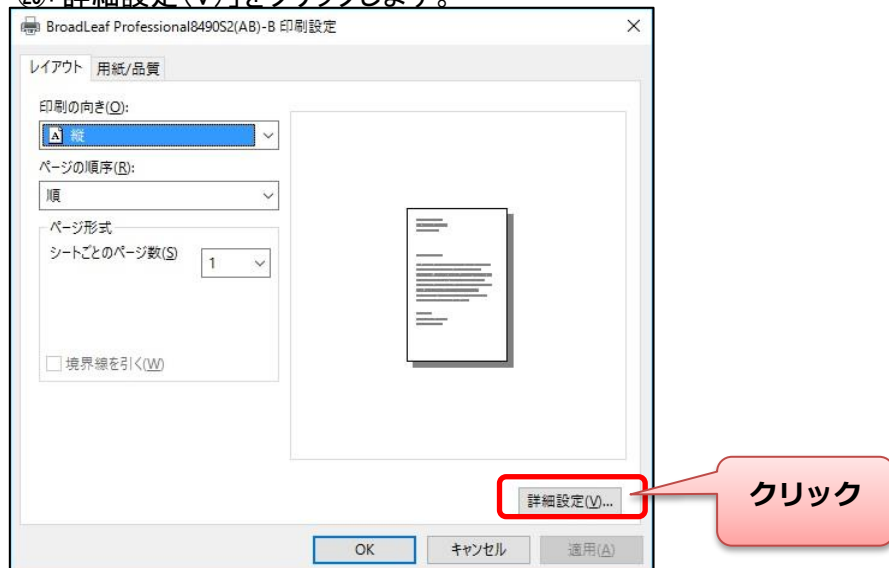 詳細設定(V)」をクリックします。
BroadLeaf Professional8490S2(AB)-B 印刷設定
レイアウト 用紙/品質
印刷の向き(O):
縦
ページの順序(R):
順
ページ形式
シートごとのページ数(S) 1
境界線を引く(W)
詳細設定(V)...
クリック
OK キャンセル 適用(A)